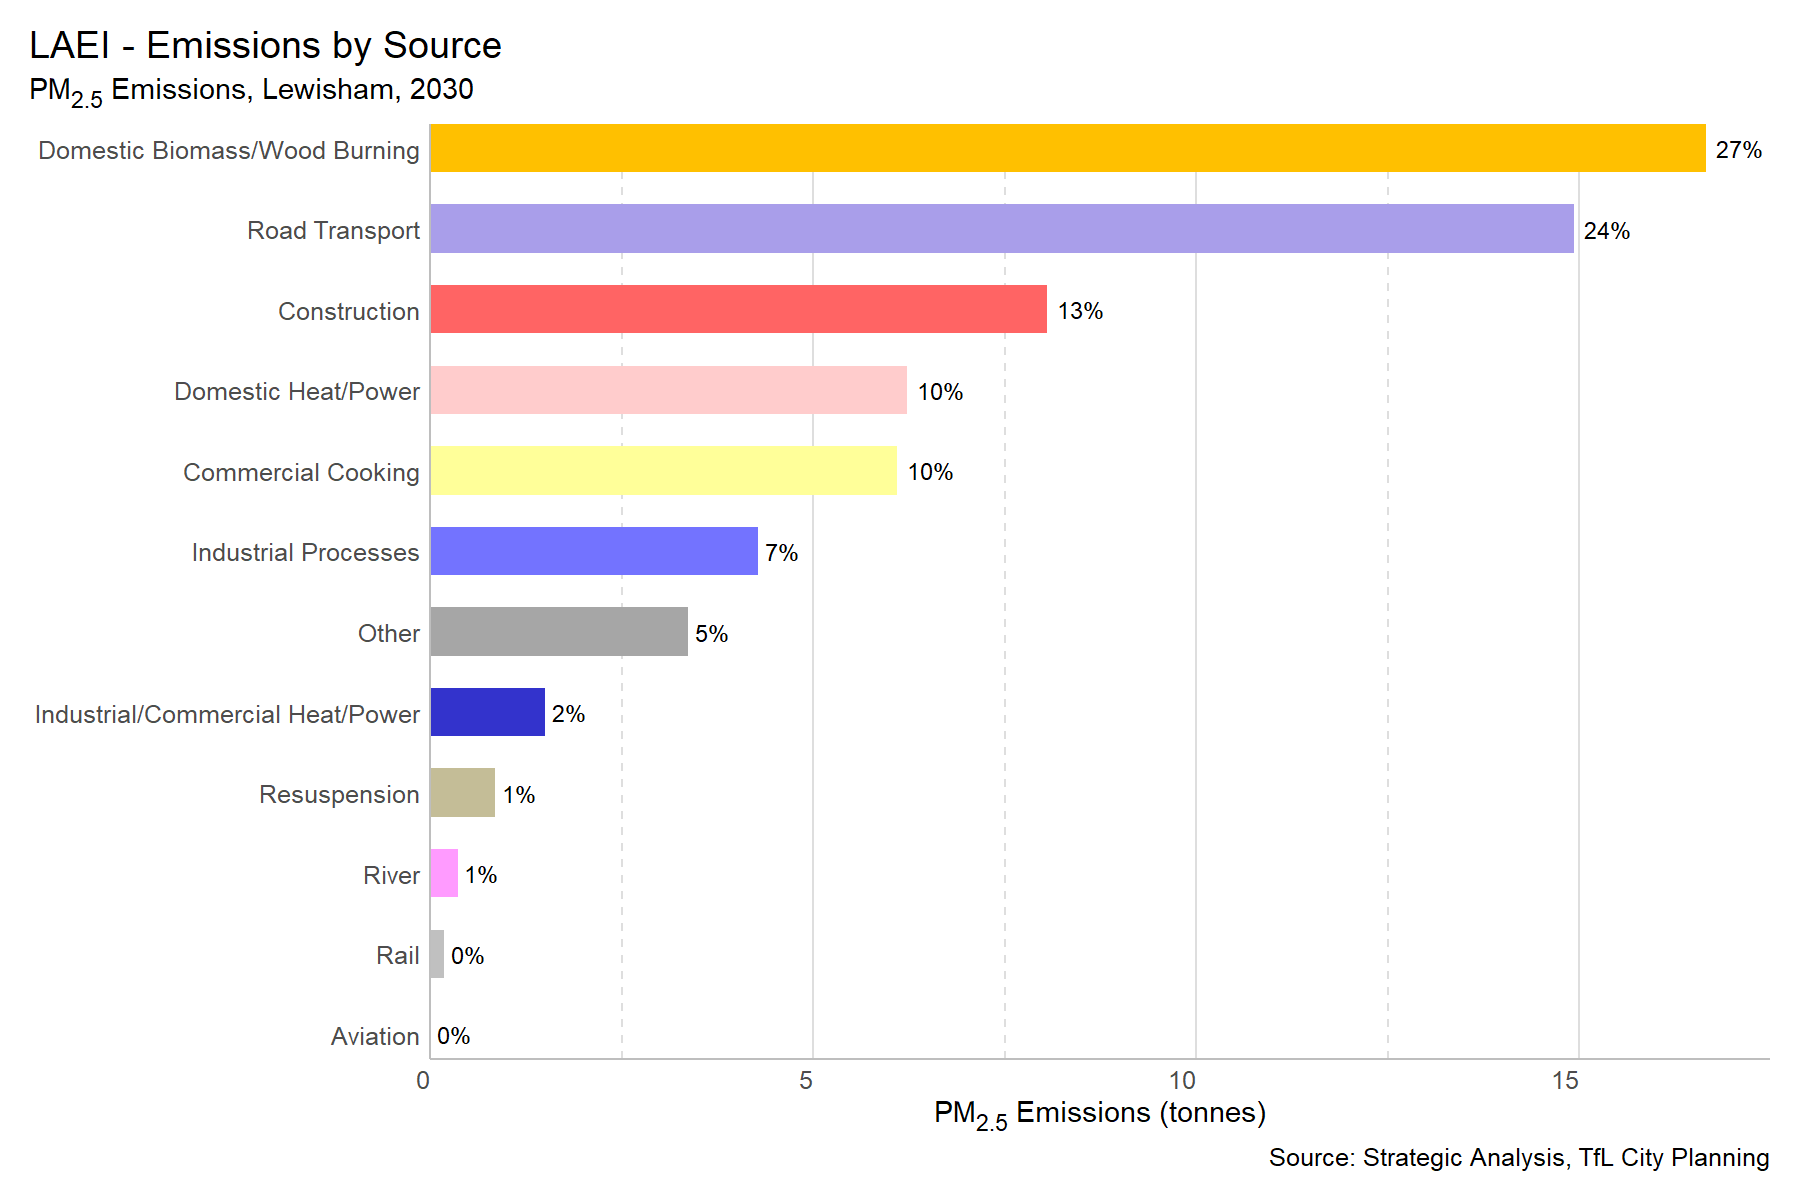 LAEI - Emissions by Source
PM2.5 Emissions, Lewisham, 2030
Domestic Biomass/Wood Burning 27%
Road Transport 24%
Construction 13%
Domestic Heat/Power 10%
Commercial Cooking 10%
Industrial Processes 7%
Other 5%
Industrial/Commercial Heat/Power 2%
Resuspension 1%
River 1%
Rail 0%
Aviation 0%
0 5 10 15
PM2.5 Emissions (tonnes)
Source: Strategic Analysis, TfL City Planning